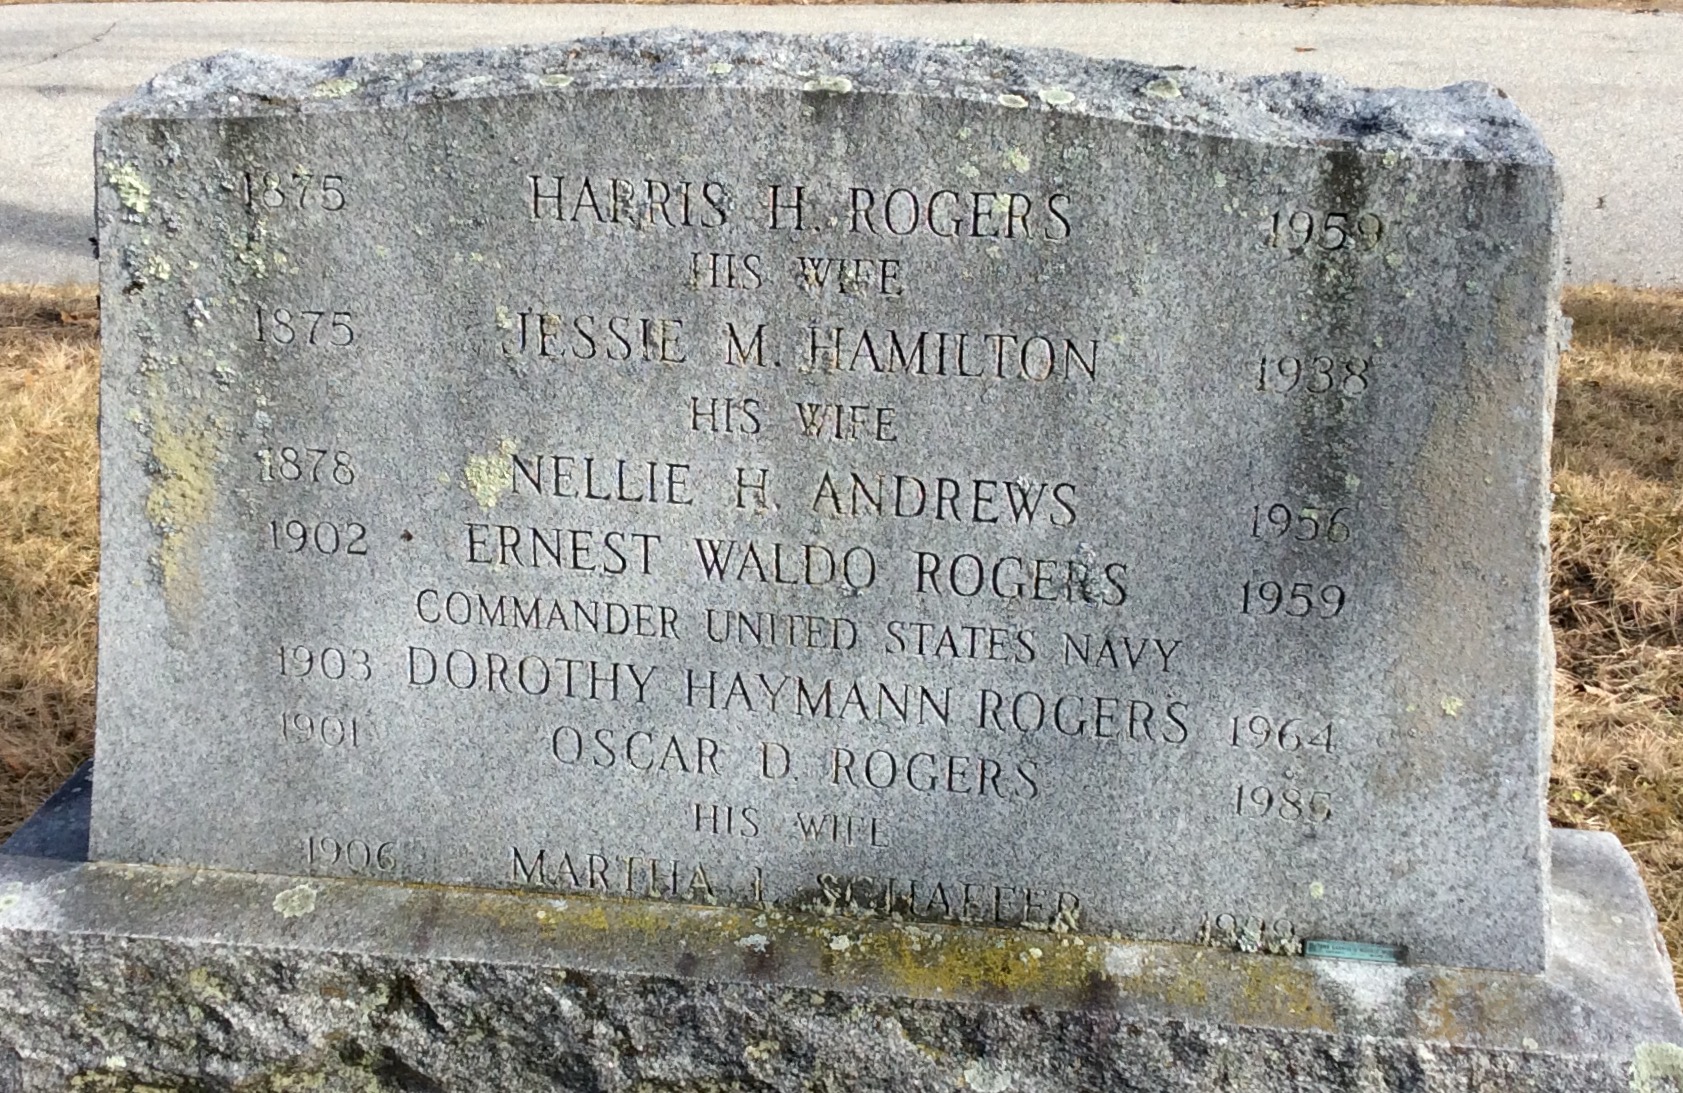 1875 HARRIS H. ROGERS 1959
HIS WIFE
1875 JESSIE M. HAMILTON 1938
HIS WIFE
1878 NELLIE H. ANDREWS 1956
1902 ERNEST WALDO ROGERS 1959
COMMANDER UNITED STATES NAVY
1903 DOROTHY HAYMANN ROGERS 1964
1901 OSCAR D. ROGERS 1985
HIS WIFE
1906 MARTHA SCHAFFER